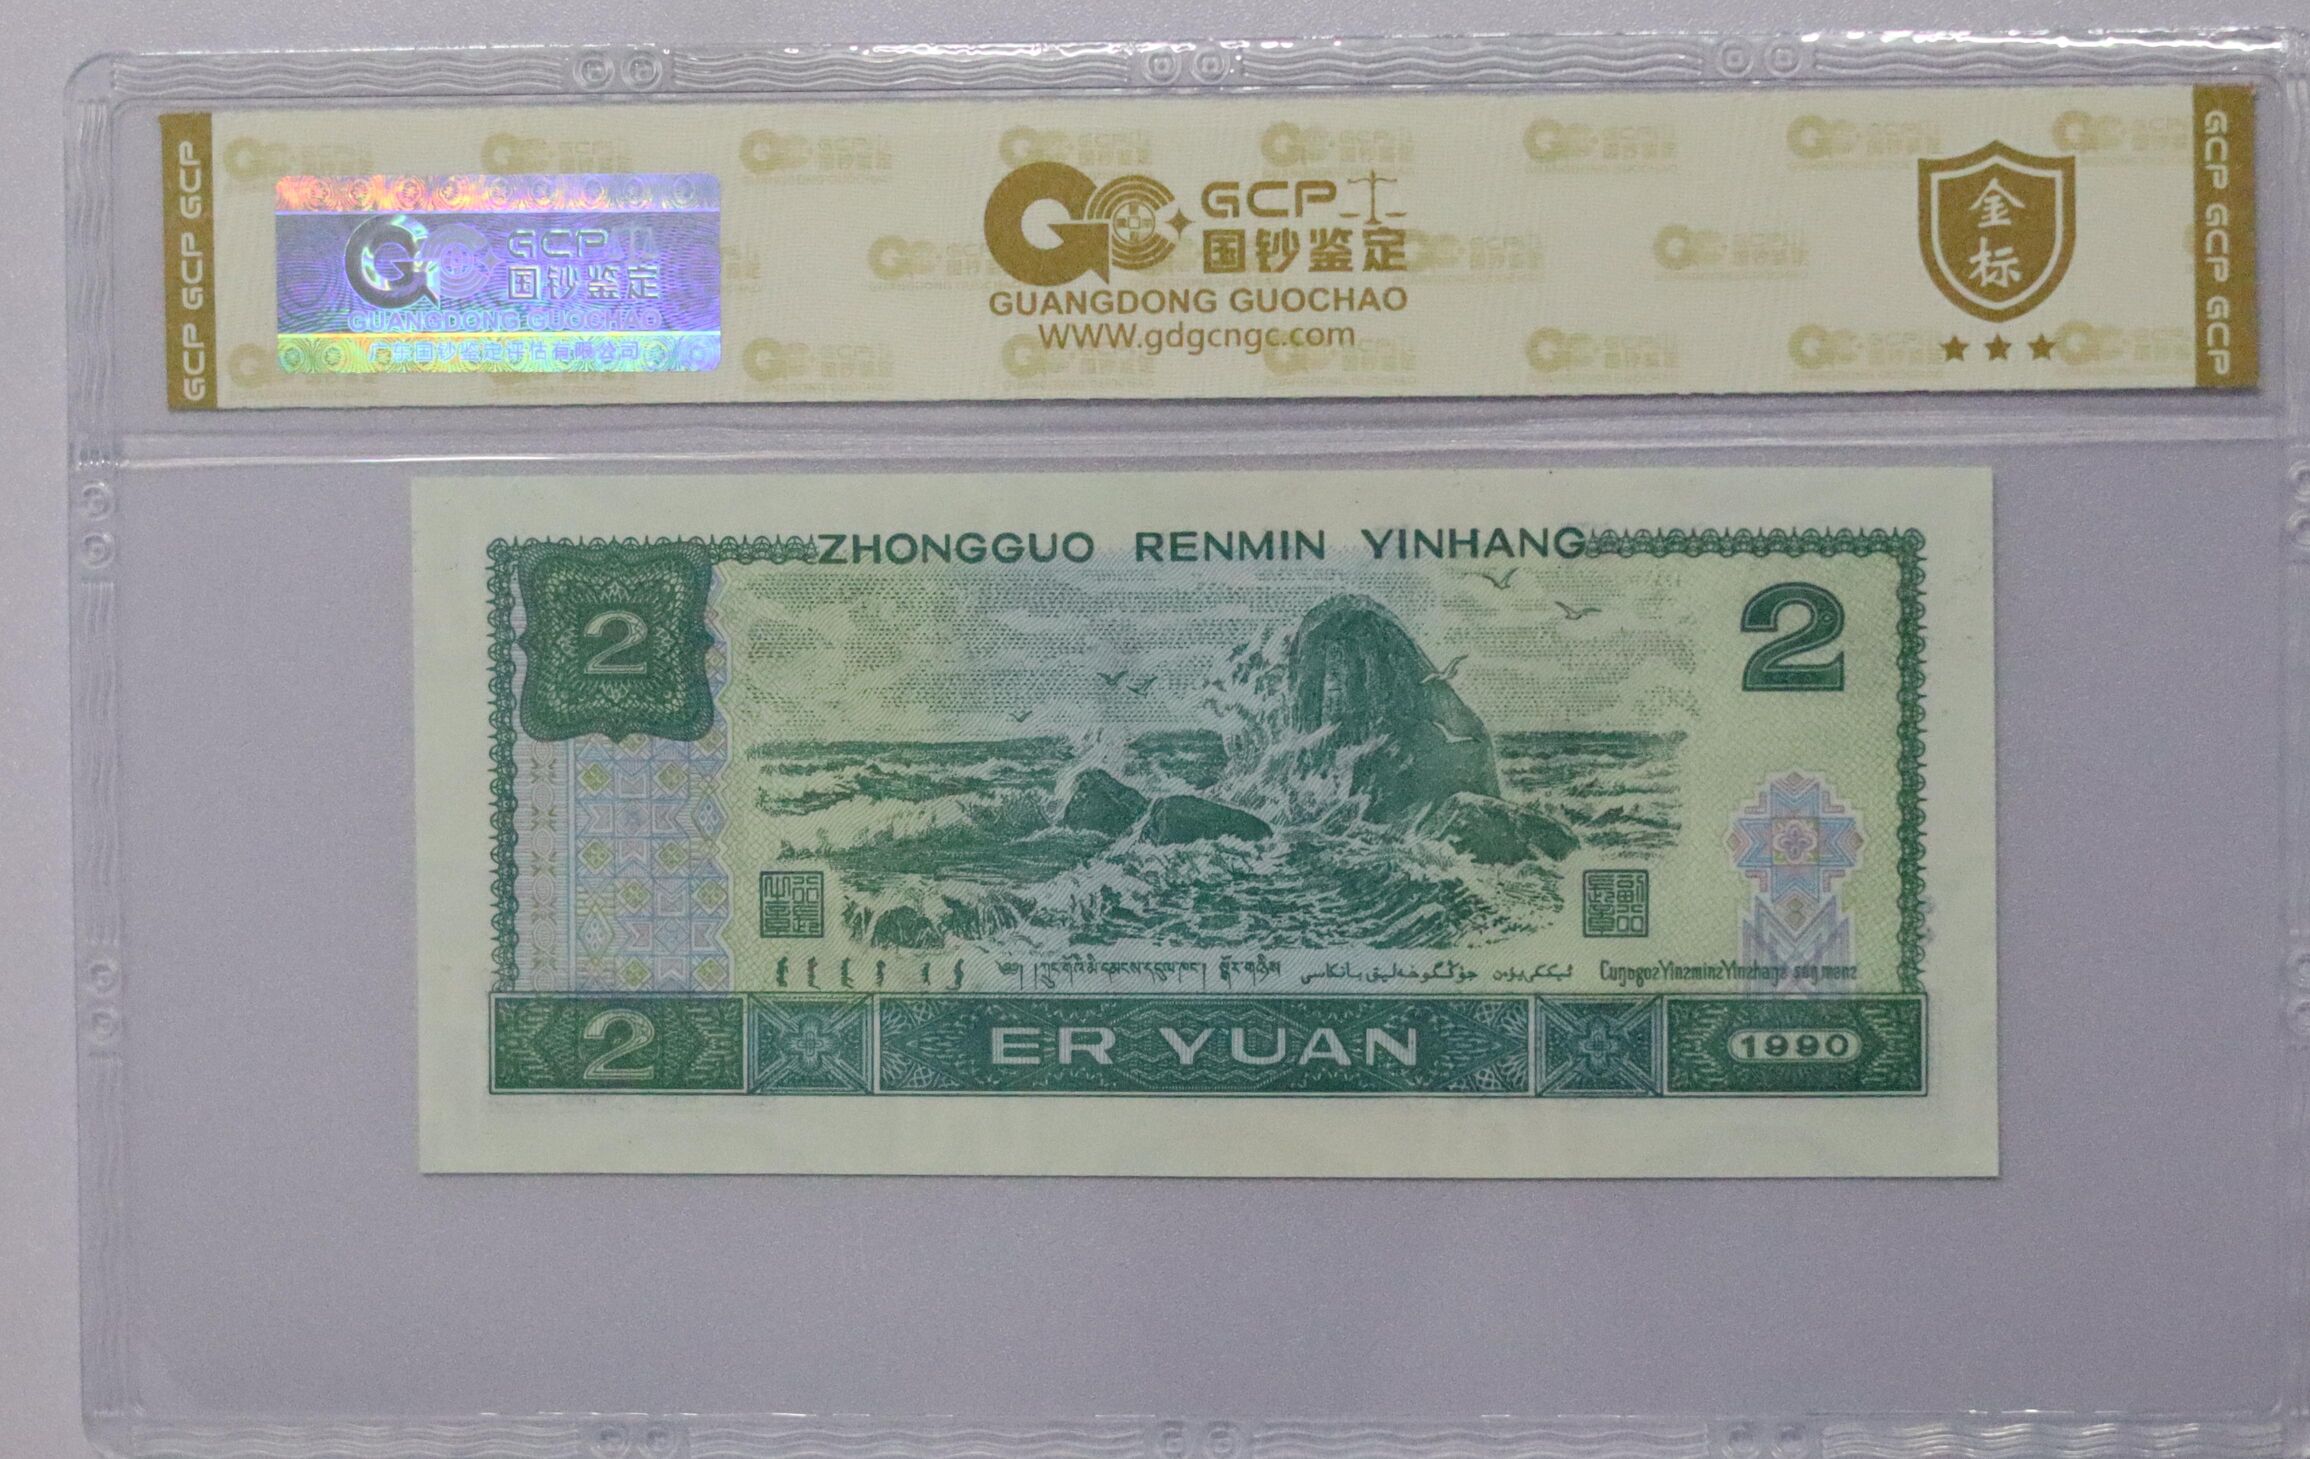 GCP GCP GCP
GCP
国钞鉴定
GUANGDONG GUOCHAO
广东国钞鉴定评估有限公司
GCP
国钞鉴定
GUANGDONG GUOCHAO
WWW.gdgcngc.com
金标
GCP GCP GCP
ZHONGGUO RENMIN YINHANG
2
2
2
ER YUAN
1990